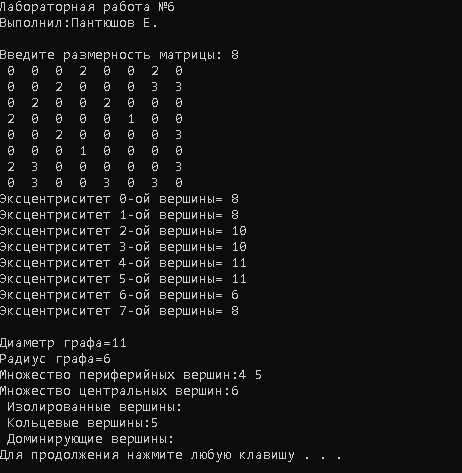 Лабораторная работа №6
Выполнил:Пантюшов Е.
Введите размерность матрицы: 8
0 0 0 2 0 0 2 0
0 0 2 0 0 0 3 3
0 2 0 0 2 0 0 0
2 0 0 0 0 1 0 0
0 0 2 0 0 0 0 3
0 0 0 1 0 0 0 0
2 3 0 0 0 0 0 3
0 3 0 0 3 0 3 0
Эксцентриситет 0-ой вершины= 8
Эксцентриситет 1-ой вершины= 8
Эксцентриситет 2-ой вершины= 10
Эксцентриситет 3-ой вершины= 10
Эксцентриситет 4-ой вершины= 11
Эксцентриситет 5-ой вершины= 11
Эксцентриситет 6-ой вершины= 6
Эксцентриситет 7-ой вершины= 8
Диаметр графа=11
Радиус графа=6
Множество периферийных вершин:4 5
Множество центральных вершин:6
Изолированные вершины:
Кольцевые вершины:5
Доминирующие вершины:
Для продолжения нажмите любую клавишу . . .